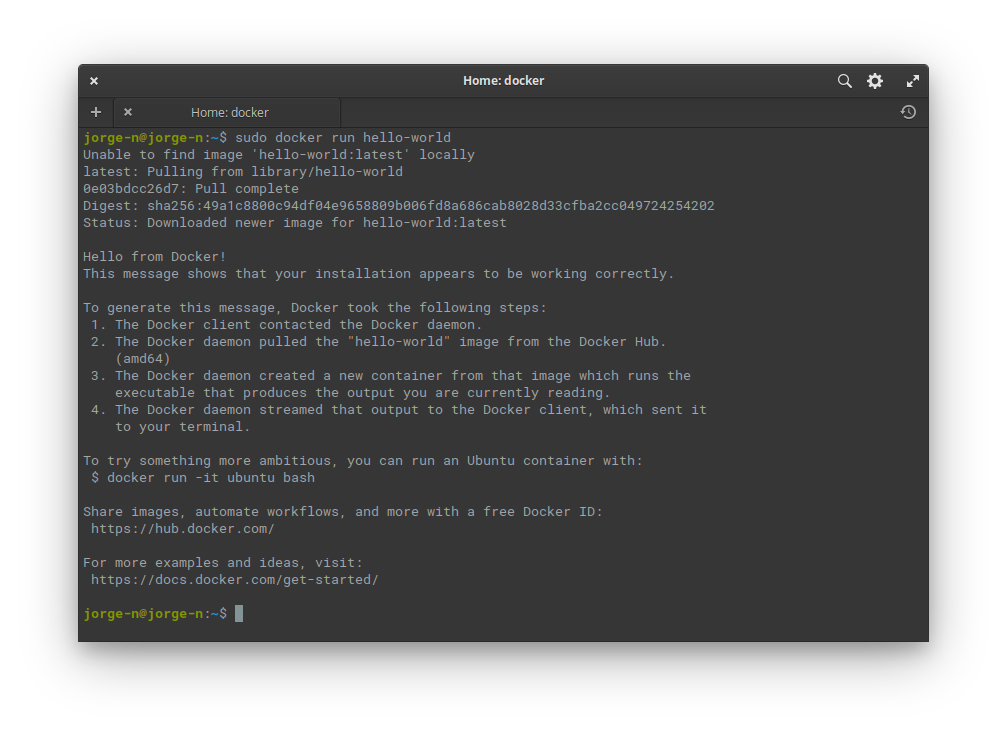 Home: docker
Home: docker
jorge-n@jorge-n:~$ sudo docker run hello-world
Unable to find image 'hello-world:latest' locally
latest: Pulling from library/hello-world
0e03bdcc26d7: Pull complete
Digest: sha256:49a1c8800c94df04e9658809b006fd8a686cab8028d33cfba2cc049724254202
Status: Downloaded newer image for hello-world:latest

Hello from Docker!
This message shows that your installation appears to be working correctly.

To generate this message, Docker took the following steps:
 1. The Docker client contacted the Docker daemon.
 2. The Docker daemon pulled the "hello-world" image from the Docker Hub.
    (amd64)
 3. The Docker daemon created a new container from that image which runs the
    executable that produces the output you are currently reading.
 4. The Docker daemon streamed that output to the Docker client, which sent it
    to your terminal.

To try something more ambitious, you can run an Ubuntu container with:
 $ docker run -it ubuntu bash

Share images, automate workflows, and more with a free Docker ID:
 https://hub.docker.com/

For more examples and ideas, visit:
 https://docs.docker.com/get-started/

jorge-n@jorge-n:~$